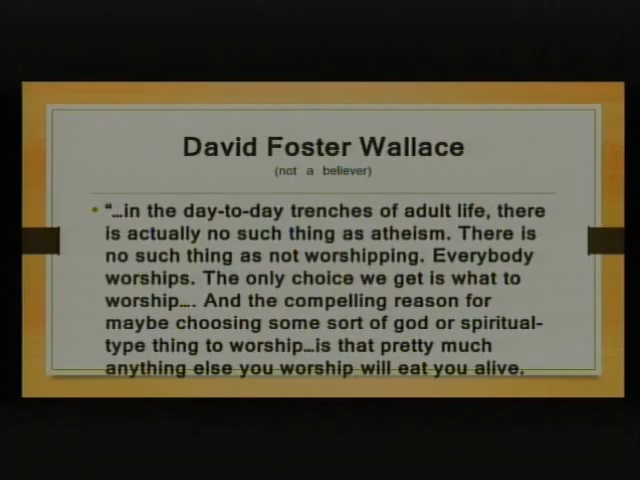 David Foster Wallace
(not a believer)
• “…in the day-to-day trenches of adult life, there
is actually no such thing as atheism. There is
no such thing as not worshipping. Everybody
worships. The only choice we get is what to
worship…. And the compelling reason for
maybe choosing some sort of god or spiritual-
type thing to worship…is that pretty much
anything else you worship will eat you alive.